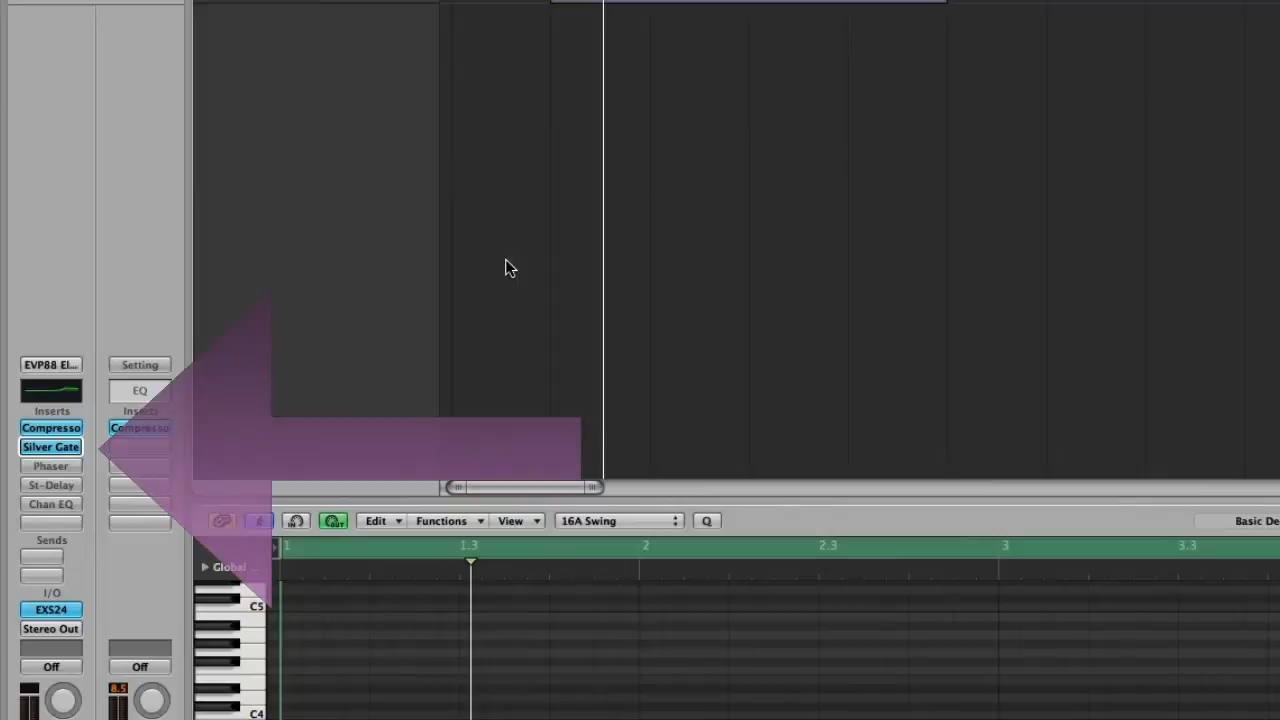 EVP88 El...
Setting
EQ
Inserts
Inserts
Compresso
Compresso
Silver Gate
Phaser
St-Delay
Chan EQ
Sends
I/O
EXS24
Stereo Out
Off
Off
8.5
Edit
Functions
View
16A Swing
Q
Basic De
1
1.3
2
2.3
3
3.3
Global ...
C5
C4